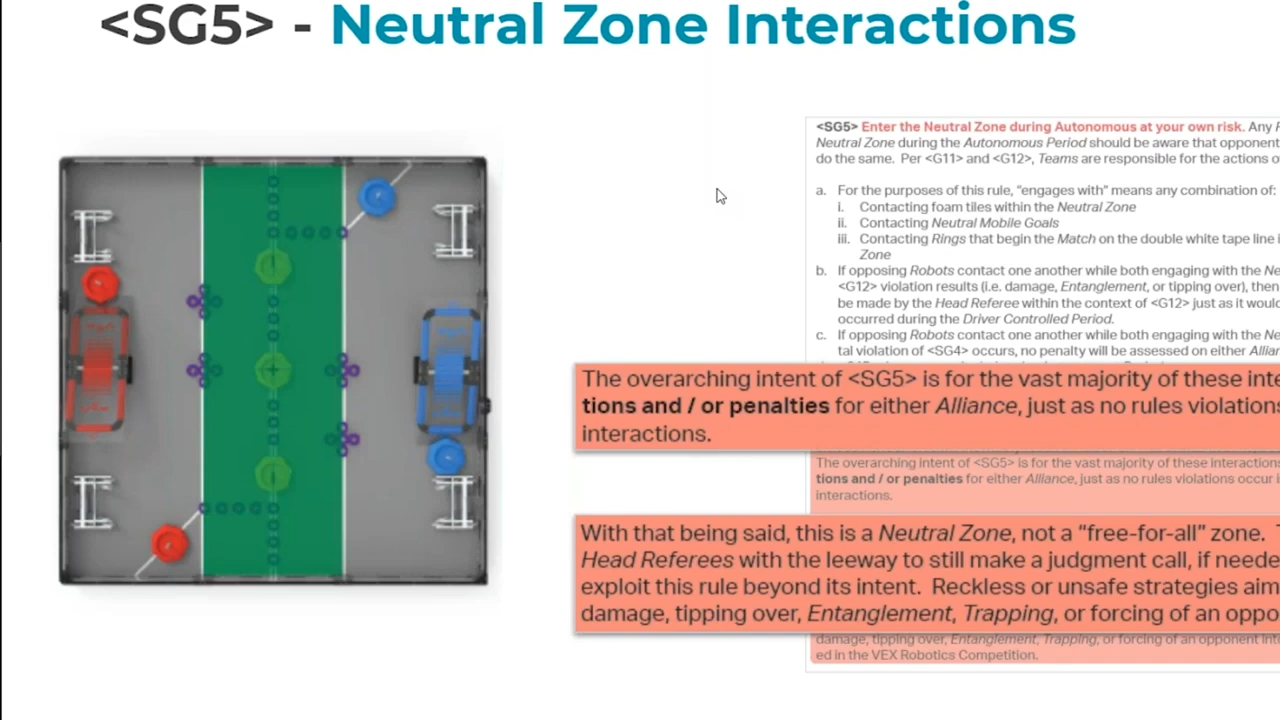 <SG5> - Neutral Zone Interactions
<SG5> Enter the Neutral Zone during Autonomous at your own risk. Any
Neutral Zone during the Autonomous Period should be aware that opponent
do the same. Per <G11> and <G12>, Teams are responsible for the actions o
a. For the purposes of this rule, “engages with” means any combination of:
i. Contacting foam tiles within the Neutral Zone
ii. Contacting Neutral Mobile Goals
iii. Contacting Rings that begin the Match on the double white tape line i
Zone
b. If opposing Robots contact one another while both engaging with the Ne
<G12> violation results (i.e. damage, Entanglement, or tipping over), then
be made by the Head Referee within the context of <G12> just as it would
occurred during the Driver Controlled Period.
c. If opposing Robots contact one another while both engaging with the Ne
tal violation of <SG4> occurs, no penalty will be assessed on either Allian
The overarching intent of <SG5> is for the vast majority of these inte
tions and / or penalties for either Alliance, just as no rules violations
interactions.
The overarching intent of <SG5> is for the vast majority of these interactions
tions and / or penalties for either Alliance, just as no rules violations occur i
interactions.
With that being said, this is a Neutral Zone, not a “free-for-all” zone. T
Head Referees with the leeway to still make a judgment call, if neede
exploit this rule beyond its intent. Reckless or unsafe strategies aim
damage, tipping over, Entanglement, Trapping, or forcing of an oppo
damage, tipping over, Entanglement, Trapping, or forcing of an opponent int
ed in the VEX Robotics Competition.